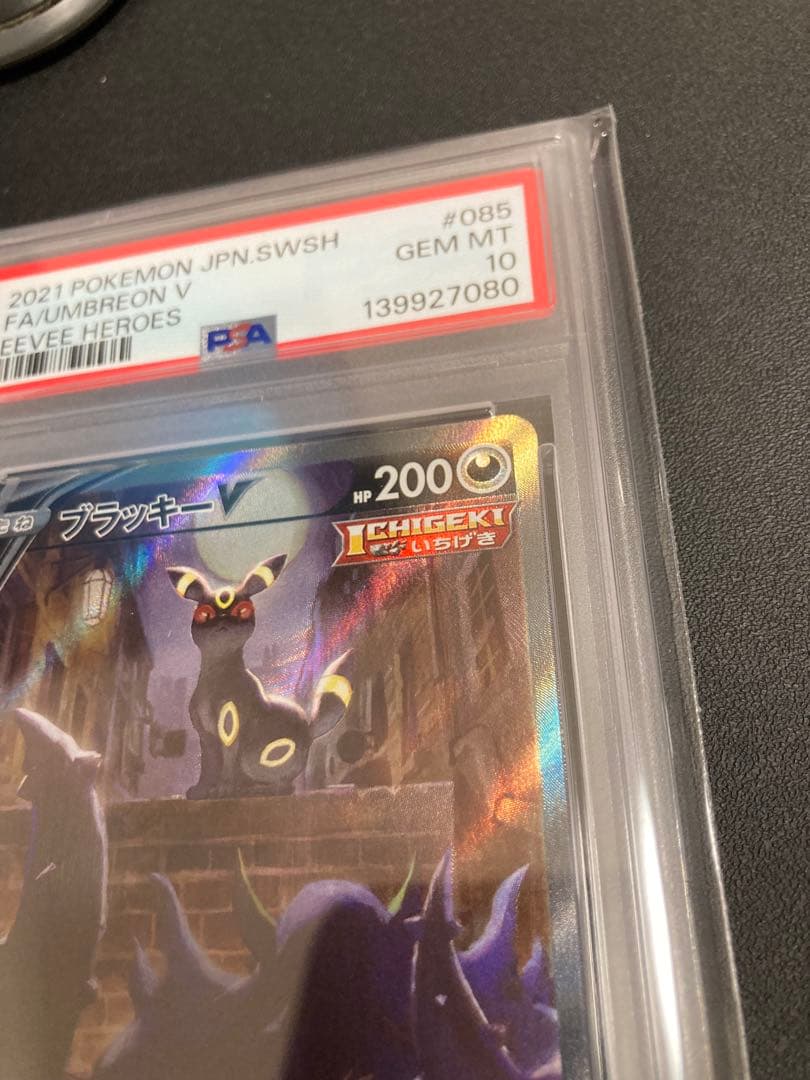 2021 POKEMON JPN.SWSH
#085
FA/UMBREON V
GEM MT
EEVEE HEROES
10
PSA
139927080
ブラッキーV
HP 200
ICHIGEKI
いちげき